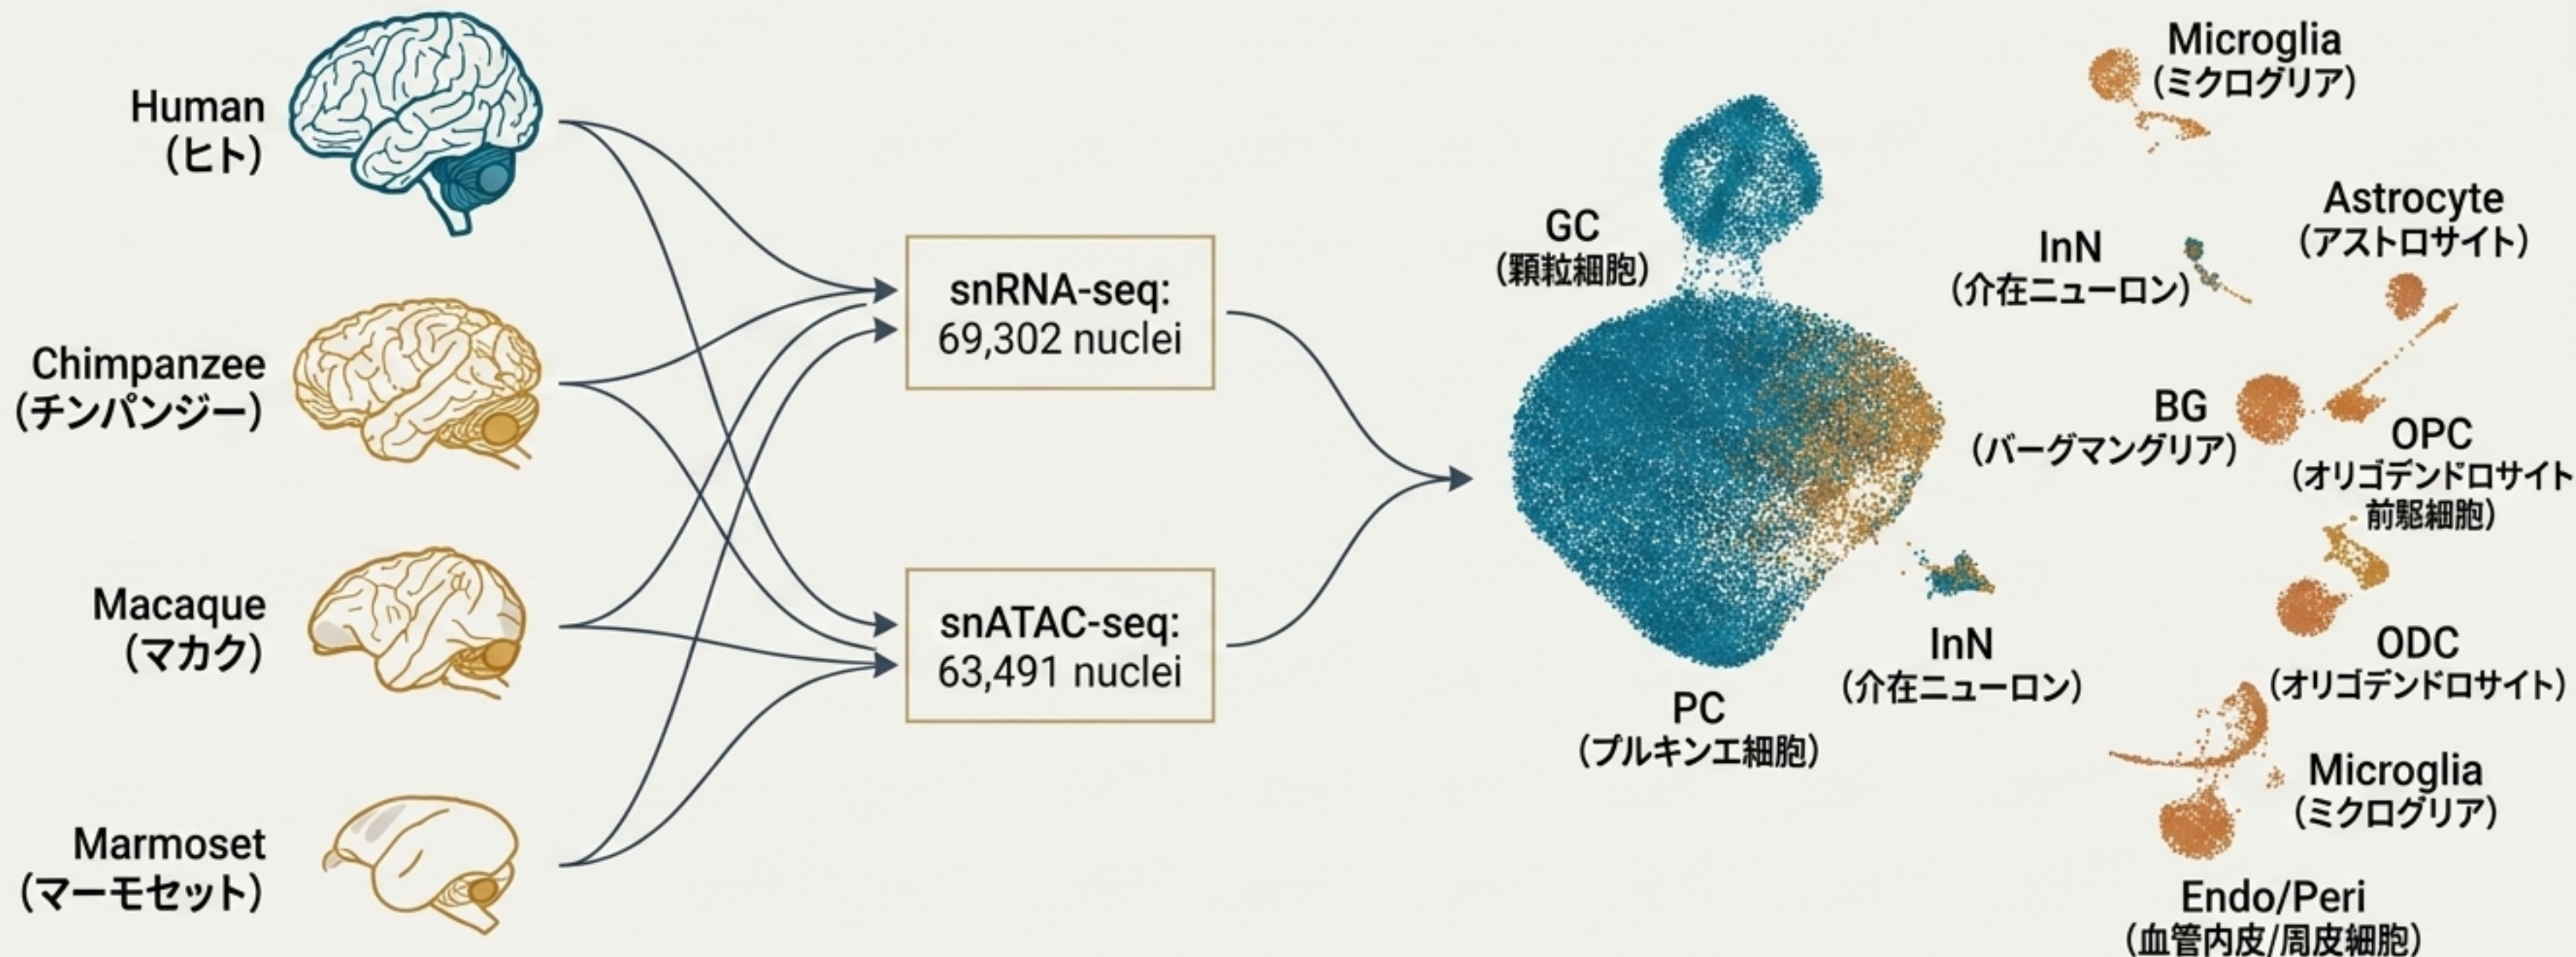 Human
（ヒト）
Chimpanzee
（チンパンジー）
Macaque
（マカク）
Marmoset
（マーモセット）
snRNA-seq:
69,302 nuclei
snATAC-seq:
63,491 nuclei
GC
（顆粒細胞）
PC
（プルキンエ細胞）
InN
（介在ニューロン）
Microglia
（ミクログリア）
Astrocyte
（アストロサイト）
InN
（介在ニューロン）
BG
（バーグマングリア）
OPC
（オリゴデンドロサイト
前駆細胞）
ODC
（オリゴデンドロサイト）
Microglia
（ミクログリア）
Endo/Peri
（血管内皮/周皮細胞）